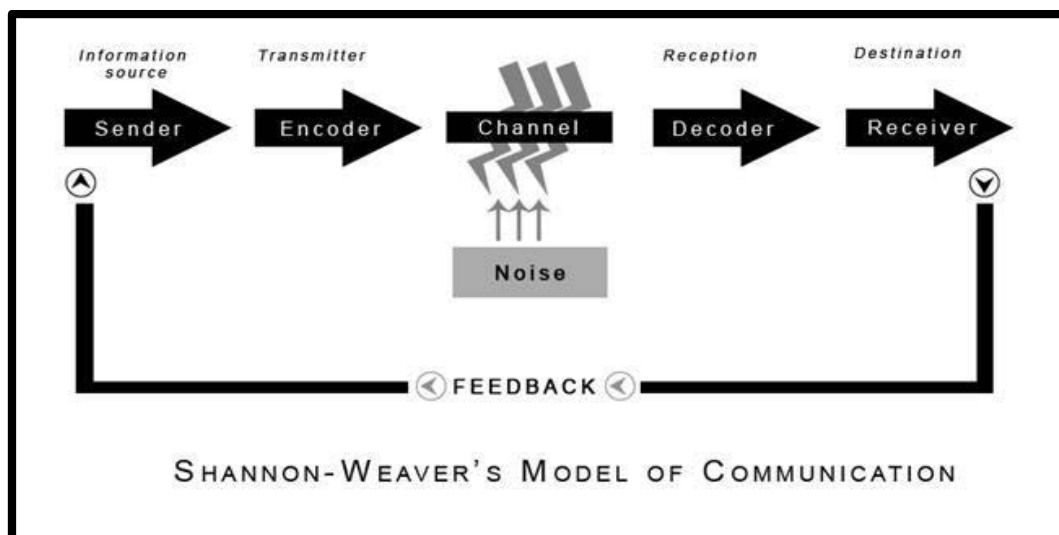 Information
source
Transmitter
Reception
Destination
Sender
Encoder
Channel
Decoder
Receiver
Noise
FEEDBACK
SHANNON-WEAVER'S MODEL OF COMMUNICATION